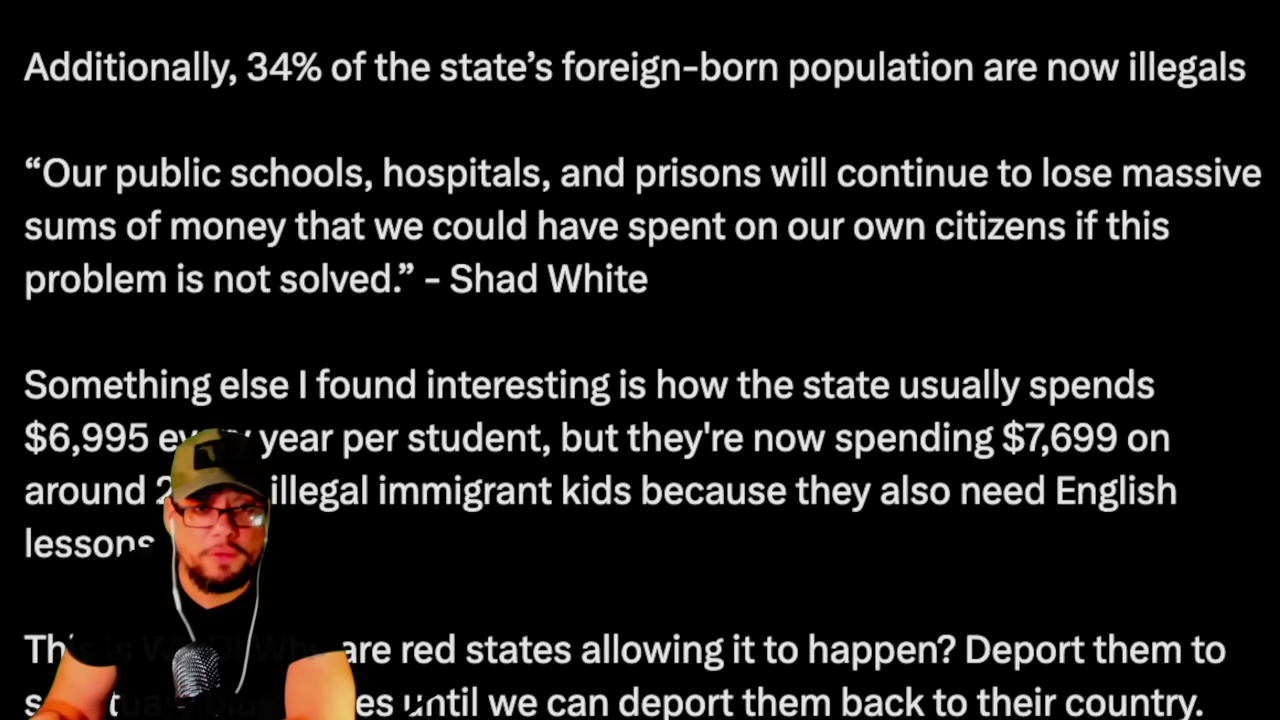 Additionally, 34% of the state’s foreign-born population are now illegals
“Our public schools, hospitals, and prisons will continue to lose massive
sums of money that we could have spent on our own citizens if this
problem is not solved.” - Shad White
Something else I found interesting is how the state usually spends
$6,995 every year per student, but they're now spending $7,699 on
around illegal immigrant kids because they also need English
lessons
This is Why are red states allowing it to happen? Deport them to
until we can deport them back to their country.